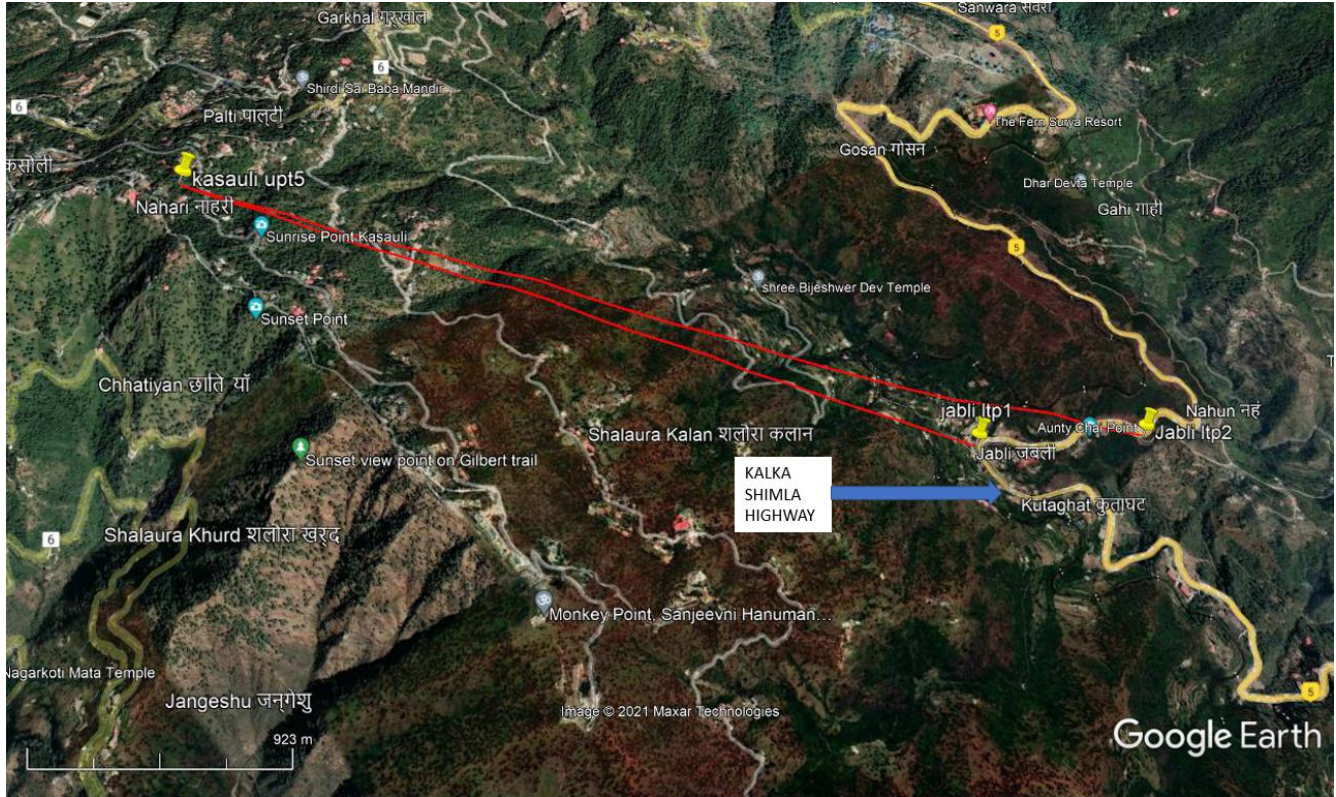 Garkhal गर्खाल
Sanwara सनवारा
5
6
Shirdi Sai Baba Mandir
6
Palti पाल्टी
The Fern Surya Resort
Gosan गोसन
कसौली
kasauli upt5
Dhar Devta Temple
Nahari नाहरी
Gahi गाही
Sunrise Point Kasauli
5
shree Bijeshwer Dev Temple
Sunset Point
Chhatiyan छाति याँ
jabli ltp1
Nahun नहं
Aunty Chai Point
Jabli ltp2
Shalaura Kalan शलोरा कलान
Jabli जबली
Sunset view point on Gilbert trail
KALKA
SHIMLA
HIGHWAY
Kutaghat कुताघट
Shalaura Khurd शलोरा खुरद
6
Monkey Point, Sanjeevni Hanuman...
Nagarkoti Mata Temple
Jangeshu जन्गेशु
Image © 2021 Maxar Technologies
5
923 m
Google Earth